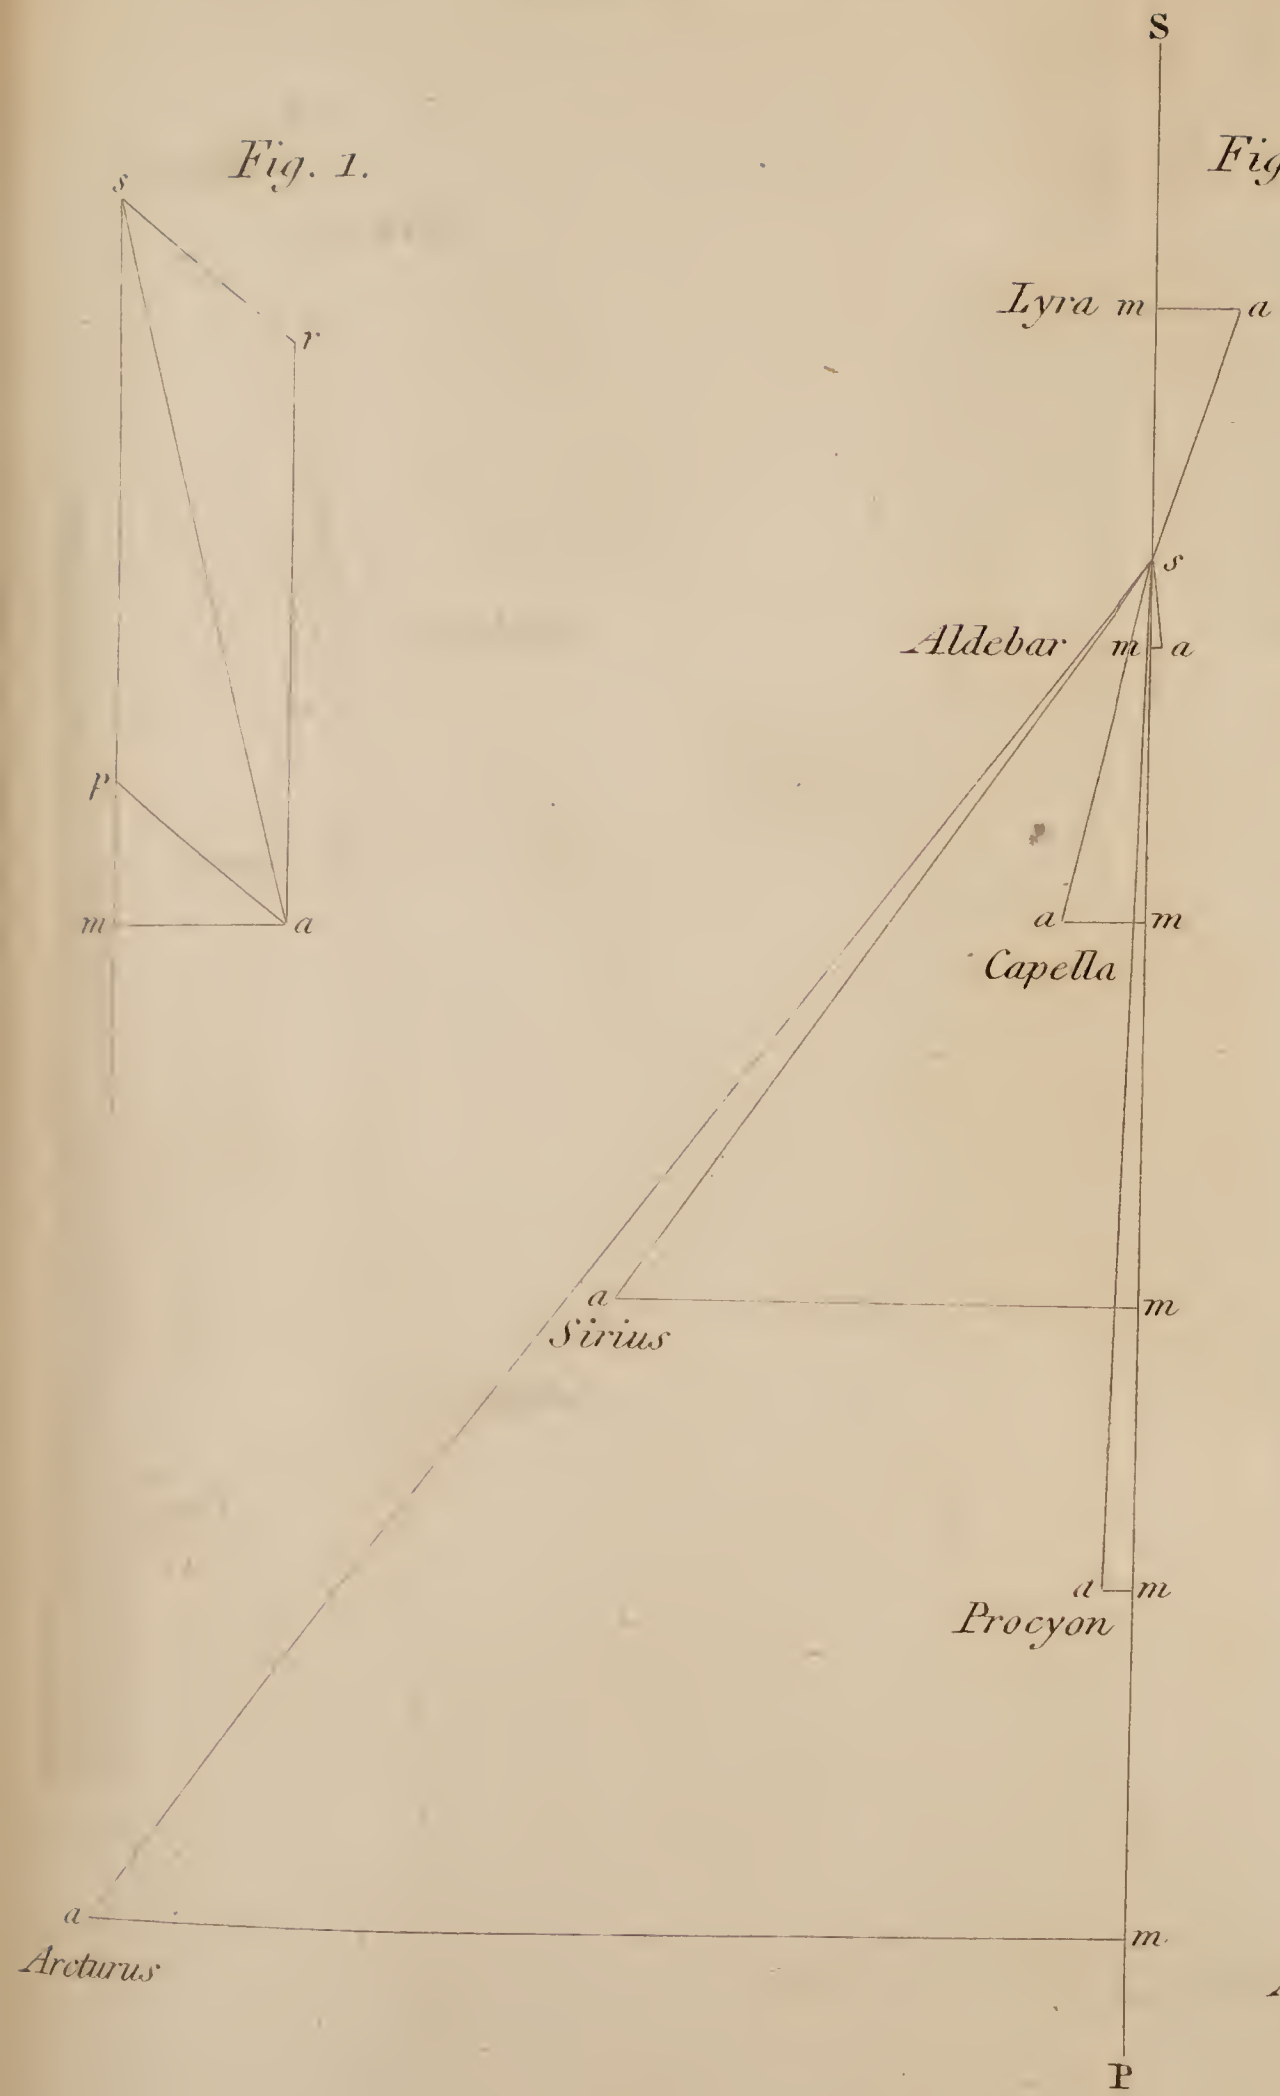 S
Fig. 1.
Fig
s
r
Lyra m a
s
Aldebar m a
p
m a
a m
Capella
a m
Sirius
a m
Procyon
a m.
Arcturus
P